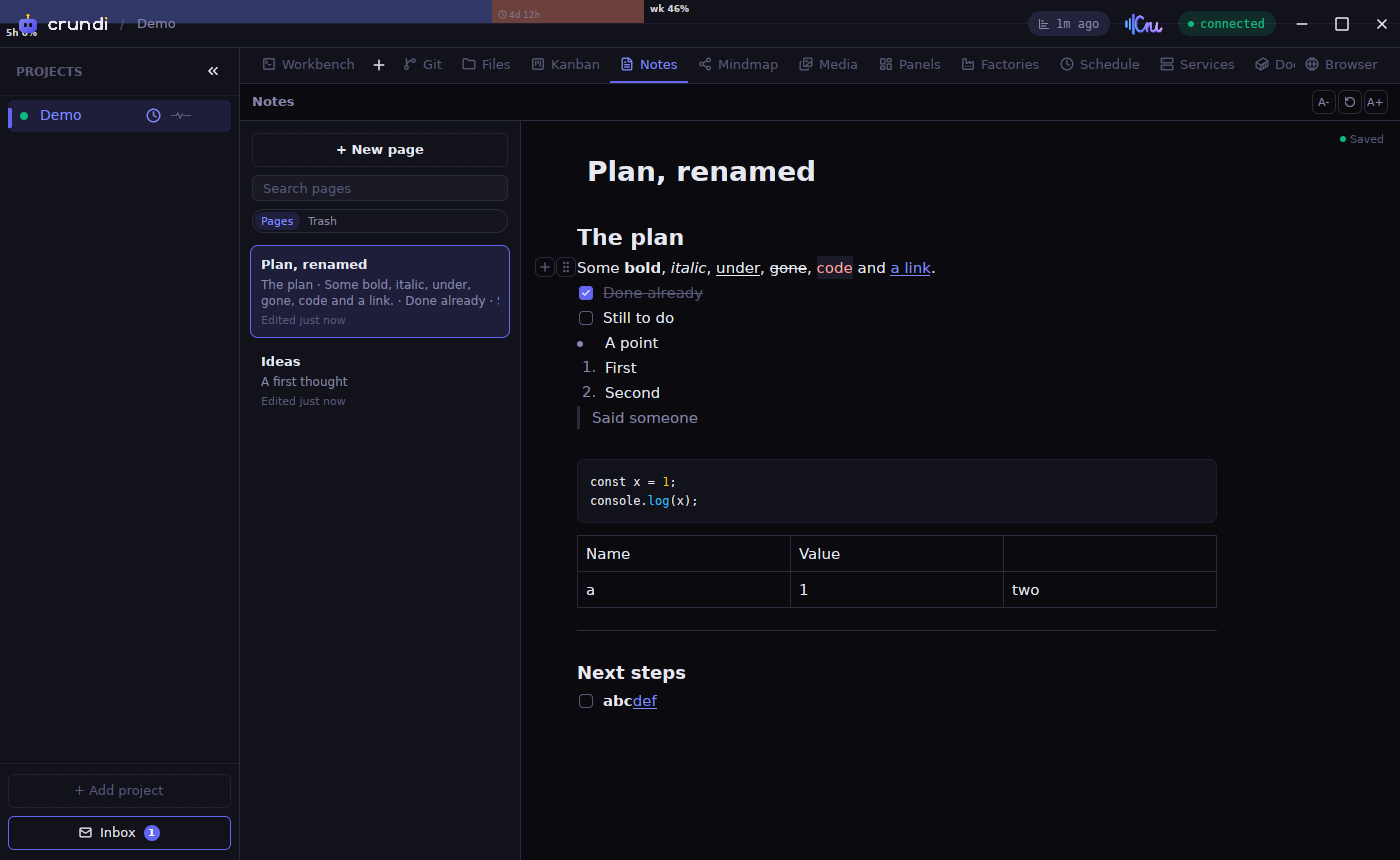 4d 12h
wk 46%
crundi / Demo
1m ago
Cru
connected
PROJECTS
Workbench
Git
Files
Kanban
Notes
Mindmap
Media
Panels
Factories
Schedule
Services
Browser
Demo
Notes
A-
A+
+ New page
Saved
Search pages
Plan, renamed
Pages
Trash
Plan, renamed
The plan · Some bold, italic, under,
gone, code and a link. · Done already ·
Edited just now
Ideas
A first thought
Edited just now
The plan
Some bold, italic, under, gone, code and a link.
Done already
Still to do
A point
1. First
2. Second
Said someone
const x = 1;
console.log(x);
Name Value
a 1 two
Next steps
abcdef
+ Add project
Inbox 1